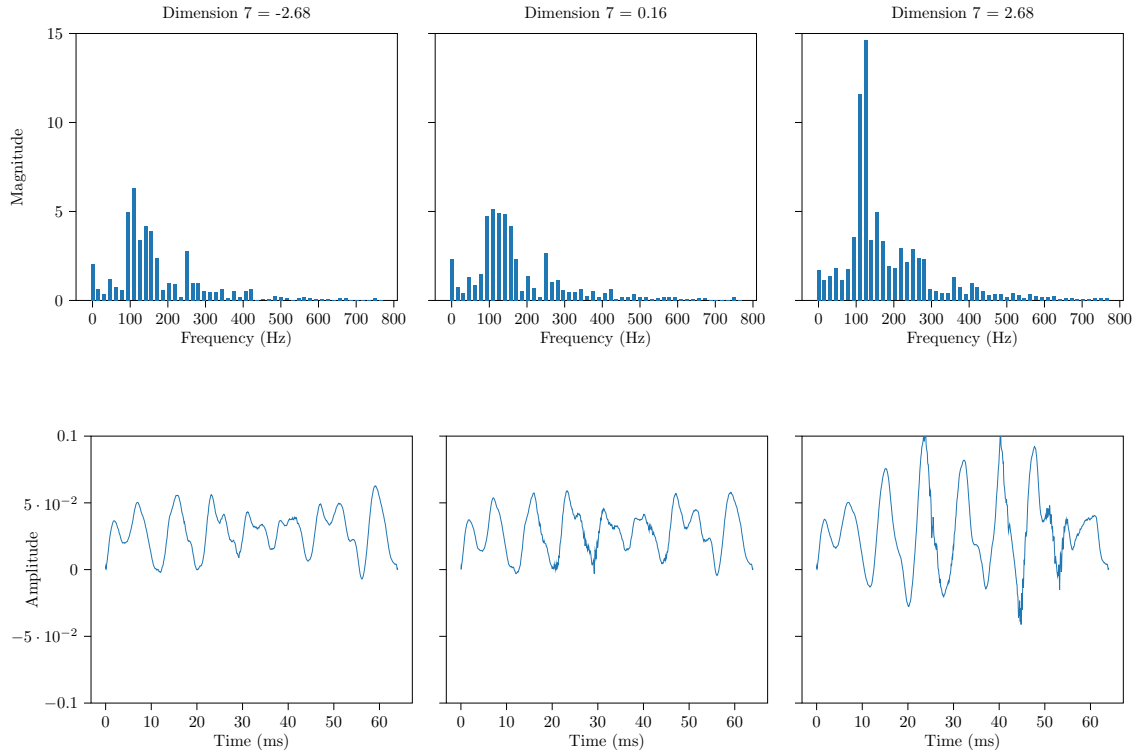 Dimension 7 = -2.68
Dimension 7 = 0.16
Dimension 7 = 2.68
15
10
5
0
Magnitude
0 100 200 300 400 500 600 700 800
0 100 200 300 400 500 600 700 800
0 100 200 300 400 500 600 700 800
Frequency (Hz)
Frequency (Hz)
Frequency (Hz)
0.1
5 · 10⁻²
0
−5 · 10⁻²
−0.1
Amplitude
0 10 20 30 40 50 60
0 10 20 30 40 50 60
0 10 20 30 40 50 60
Time (ms)
Time (ms)
Time (ms)